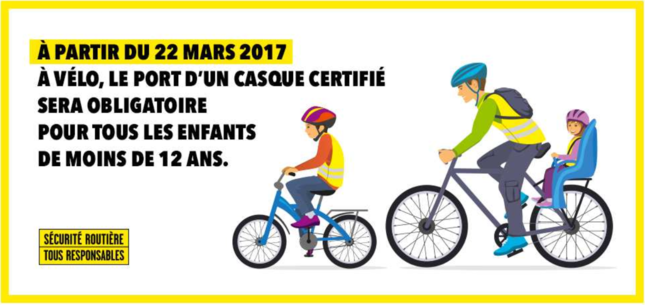 À PARTIR DU 22 MARS 2017
À VÉLO, LE PORT D'UN CASQUE CERTIFIÉ
SERA OBLIGATOIRE
POUR TOUS LES ENFANTS
DE MOINS DE 12 ANS.
SÉCURITÉ ROUTIÈRE
TOUS RESPONSABLES